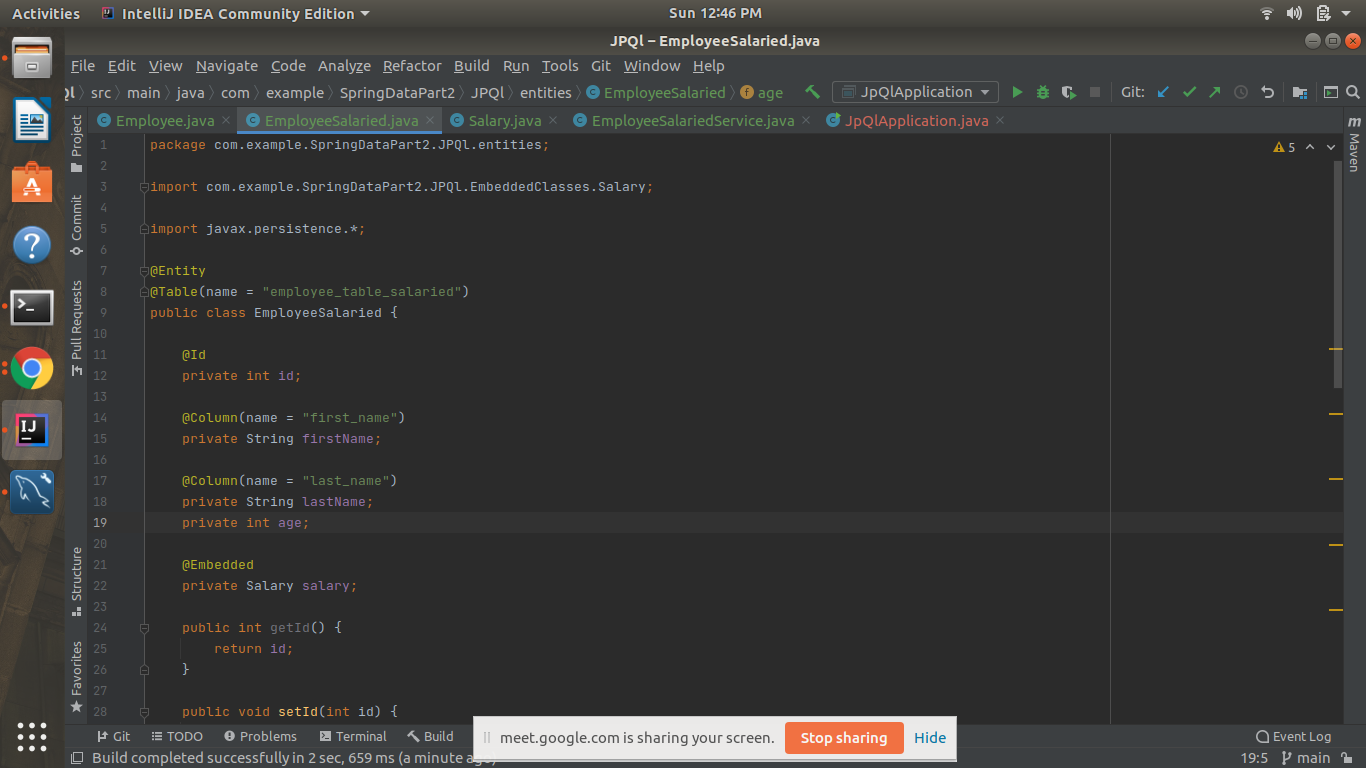 Activities IntelliJ IDEA Community Edition Sun 12:46 PM
JPQl – EmployeeSalaried.java
File Edit View Navigate Code Analyze Refactor Build Run Tools Git Window Help
Ql src main java com example SpringDataPart2 JPQl entities EmployeeSalaried age JpQlApplication Git:
Employee.java EmployeeSalaried.java Salary.java EmployeeSalariedService.java JpQlApplication.java
Project
Commit
Pull Requests
Structure
Favorites
Maven
5
1 package com.example.SpringDataPart2.JPQl.entities;
2
3 import com.example.SpringDataPart2.JPQl.EmbeddedClasses.Salary;
4
5 import javax.persistence.*;
6
7 @Entity
8 @Table(name = "employee_table_salaried")
9 public class EmployeeSalaried {
10
11 @Id
12 private int id;
13
14 @Column(name = "first_name")
15 private String firstName;
16
17 @Column(name = "last_name")
18 private String lastName;
19 private int age;
20
21 @Embedded
22 private Salary salary;
23
24 public int getId() {
25 return id;
26 }
27
28 public void setId(int id) {
Git TODO Problems Terminal Build Event Log
meet.google.com is sharing your screen. Stop sharing Hide
Build completed successfully in 2 sec, 659 ms (a minute ago) 19:5 main